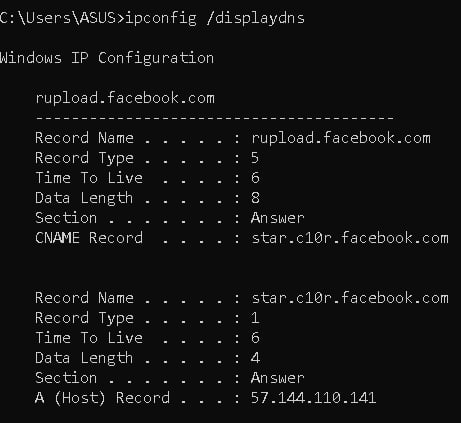 C:\Users\ASUS>ipconfig /displaydns
Windows IP Configuration
rupload.facebook.com
----------------------------------------
Record Name . . . . . : rupload.facebook.com
Record Type . . . . . : 5
Time To Live  . . . . : 6
Data Length . . . . . : 8
Section . . . . . . . : Answer
CNAME Record  . . . . : star.c10r.facebook.com
Record Name . . . . . : star.c10r.facebook.com
Record Type . . . . . : 1
Time To Live  . . . . : 6
Data Length . . . . . : 4
Section . . . . . . . : Answer
A (Host) Record . . . : 57.144.110.141